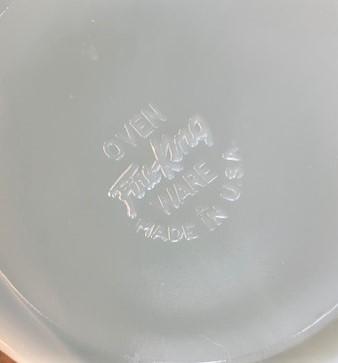 OVEN
Fire-King
WARE
MADE IN U.S.A.